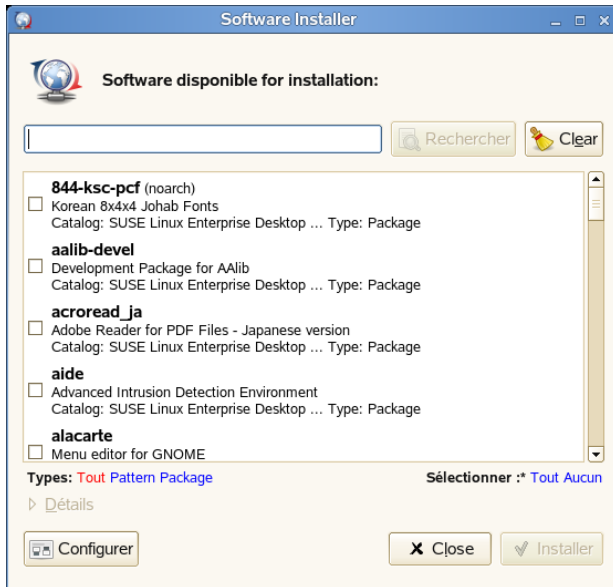 Software Installer
Software disponible for installation:
Rechercher
Clear
844-ksc-pcf (noarch)
Korean 8x4x4 Johab Fonts
Catalog: SUSE Linux Enterprise Desktop ... Type: Package
aalib-devel
Development Package for AAlib
Catalog: SUSE Linux Enterprise Desktop ... Type: Package
acroread_ja
Adobe Reader for PDF Files - Japanese version
Catalog: SUSE Linux Enterprise Desktop ... Type: Package
aide
Advanced Intrusion Detection Environment
Catalog: SUSE Linux Enterprise Desktop ... Type: Package
alacarte
Menu editor for GNOME
Types: Tout Pattern Package Sélectionner :* Tout Aucun
Détails
Configurer
Close
Installer